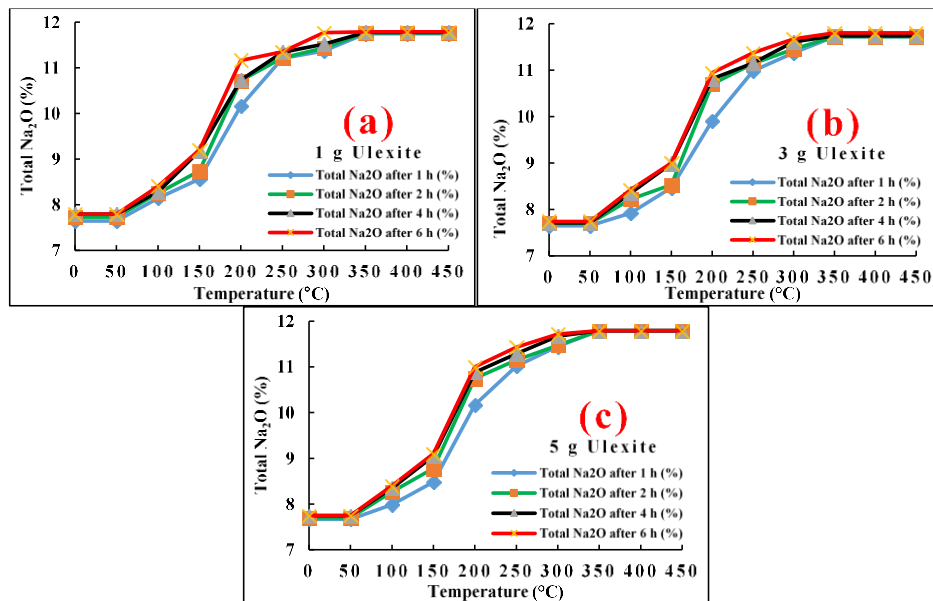 12
11
10
9
8
7
Total Na₂O (%)
(a)
1 g Ulexite
Total Na2O after 1 h (%)
Total Na2O after 2 h (%)
Total Na2O after 4 h (%)
Total Na2O after 6 h (%)
0 50 100 150 200 250 300 350 400 450
Temperature (°C)
12
11
10
9
8
7
Total Na₂O (%)
(b)
3 g Ulexite
Total Na2O after 1 h (%)
Total Na2O after 2 h (%)
Total Na2O after 4 h (%)
Total Na2O after 6 h (%)
0 50 100 150 200 250 300 350 400 450
Temperature (°C)
12
11
10
9
8
7
Total Na₂O (%)
(c)
5 g Ulexite
Total Na2O after 1 h (%)
Total Na2O after 2 h (%)
Total Na2O after 4 h (%)
Total Na2O after 6 h (%)
0 50 100 150 200 250 300 350 400 450
Temperature (°C)